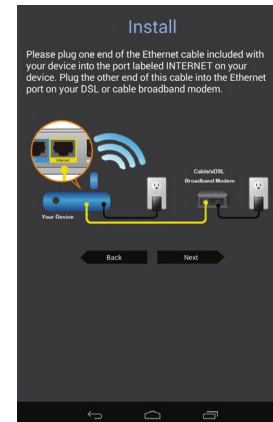 Install
Please plug one end of the Ethernet cable included with
your device into the port labeled INTERNET on your
device. Plug the other end of this cable into the Ethernet
port on your DSL or cable broadband modem.
Internet
Cable/xDSL
Broadband Modem
Your Device
Back
Next